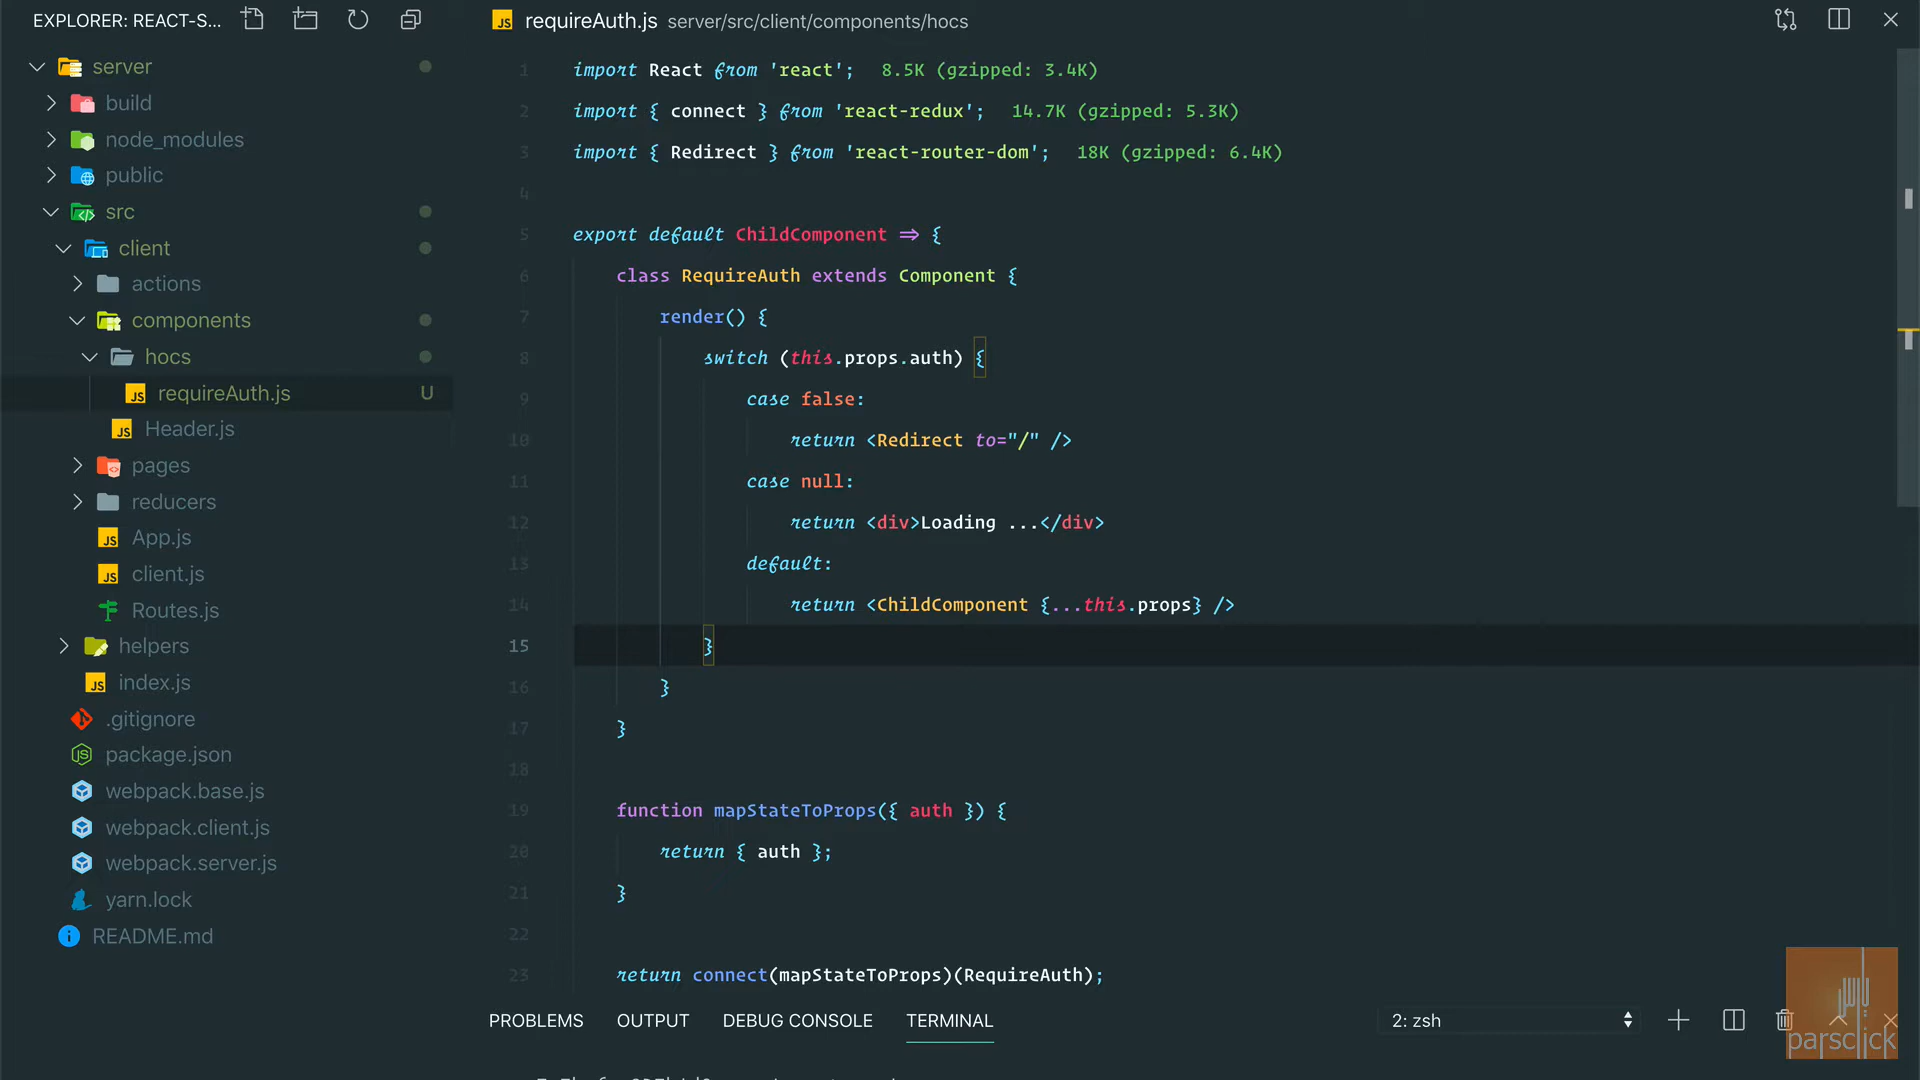 EXPLORER: REACT-S...
server
build
node_modules
public
src
client
actions
components
hocs
requireAuth.js U
Header.js
pages
reducers
App.js
client.js
Routes.js
helpers
index.js
.gitignore
package.json
webpack.base.js
webpack.client.js
webpack.server.js
yarn.lock
README.md
JS requireAuth.js server/src/client/components/hocs
1 import React from 'react'; 8.5K (gzipped: 3.4K)
2 import { connect } from 'react-redux'; 14.7K (gzipped: 5.3K)
3 import { Redirect } from 'react-router-dom'; 18K (gzipped: 6.4K)
4
5 export default ChildComponent => {
6 class RequireAuth extends Component {
7 render() {
8 switch (this.props.auth) {
9 case false:
10 return <Redirect to="/" />
11 case null:
12 return <div>Loading ...</div>
13 default:
14 return <ChildComponent {...this.props} />
15 }
16 }
17 }
18
19 function mapStateToProps({ auth }) {
20 return { auth };
21 }
22
23 return connect(mapStateToProps)(RequireAuth);
PROBLEMS OUTPUT DEBUG CONSOLE TERMINAL 2: zsh
parsclick